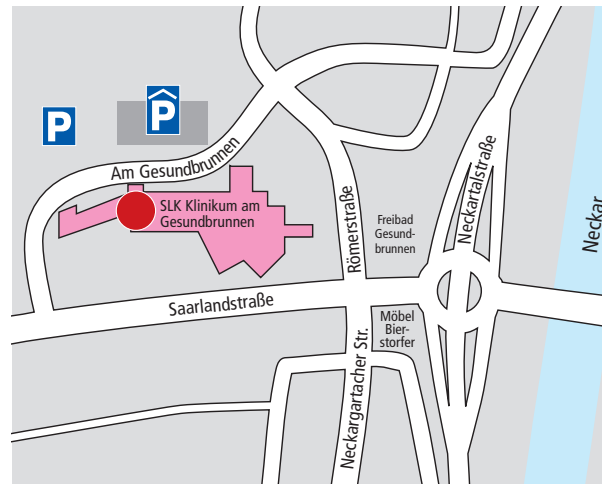 P
P
Am Gesundbrunnen
SLK Klinikum am
Gesundbrunnen
Römerstraße
Freibad
Gesund-
brunnen
Neckartalstraße
Neckar
Saarlandstraße
Möbel
Bier-
storfer
Neckargartacher Str.